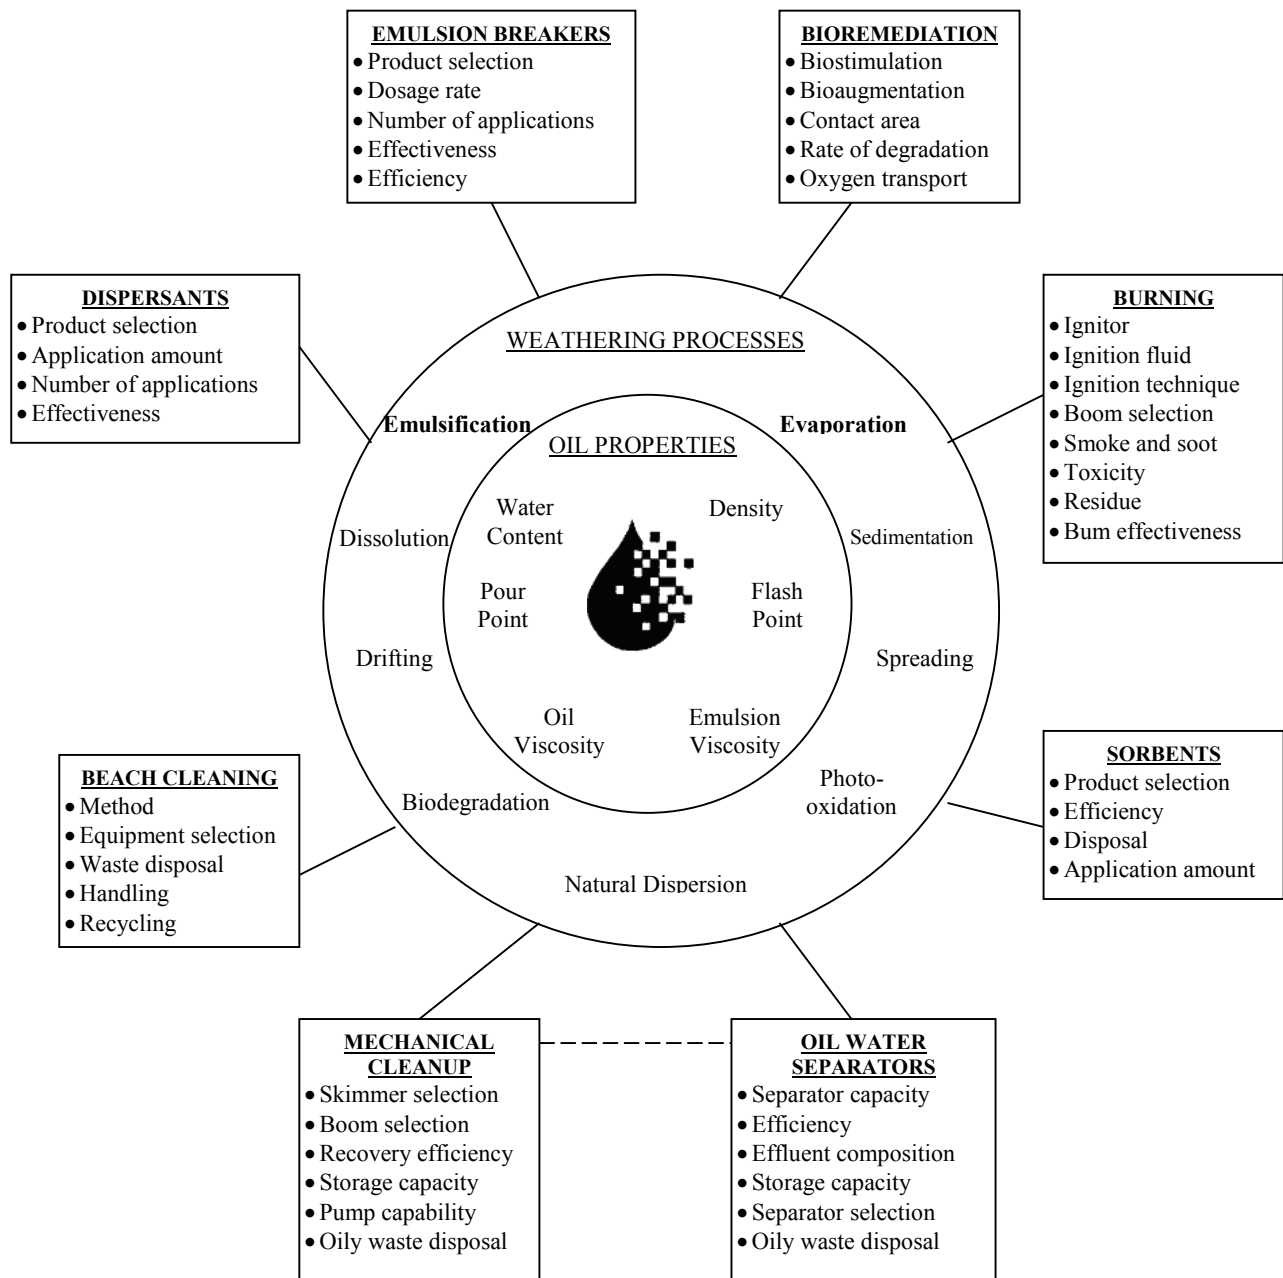 EMULSION BREAKERS
• Product selection
• Dosage rate
• Number of applications
• Effectiveness
• Efficiency
BIOREMEDIATION
• Biostimulation
• Bioaugmentation
• Contact area
• Rate of degradation
• Oxygen transport
DISPERSANTS
• Product selection
• Application amount
• Number of applications
• Effectiveness
BURNING
• Ignitor
• Ignition fluid
• Ignition technique
• Boom selection
• Smoke and soot
• Toxicity
• Residue
• Bum effectiveness
WEATHERING PROCESSES
Emulsification
Evaporation
OIL PROPERTIES
Water
Content
Density
Dissolution
Sedimentation
Pour
Point
Flash
Point
Drifting
Spreading
Oil
Viscosity
Emulsion
Viscosity
Biodegradation
Photo-
oxidation
Natural Dispersion
BEACH CLEANING
• Method
• Equipment selection
• Waste disposal
• Handling
• Recycling
SORBENTS
• Product selection
• Efficiency
• Disposal
• Application amount
MECHANICAL
CLEANUP
• Skimmer selection
• Boom selection
• Recovery efficiency
• Storage capacity
• Pump capability
• Oily waste disposal
OIL WATER
SEPARATORS
• Separator capacity
• Efficiency
• Effluent composition
• Storage capacity
• Separator selection
• Oily waste disposal